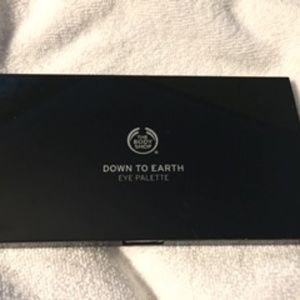 THE
BODY
SHOP
DOWN TO EARTH
EYE PALETTE